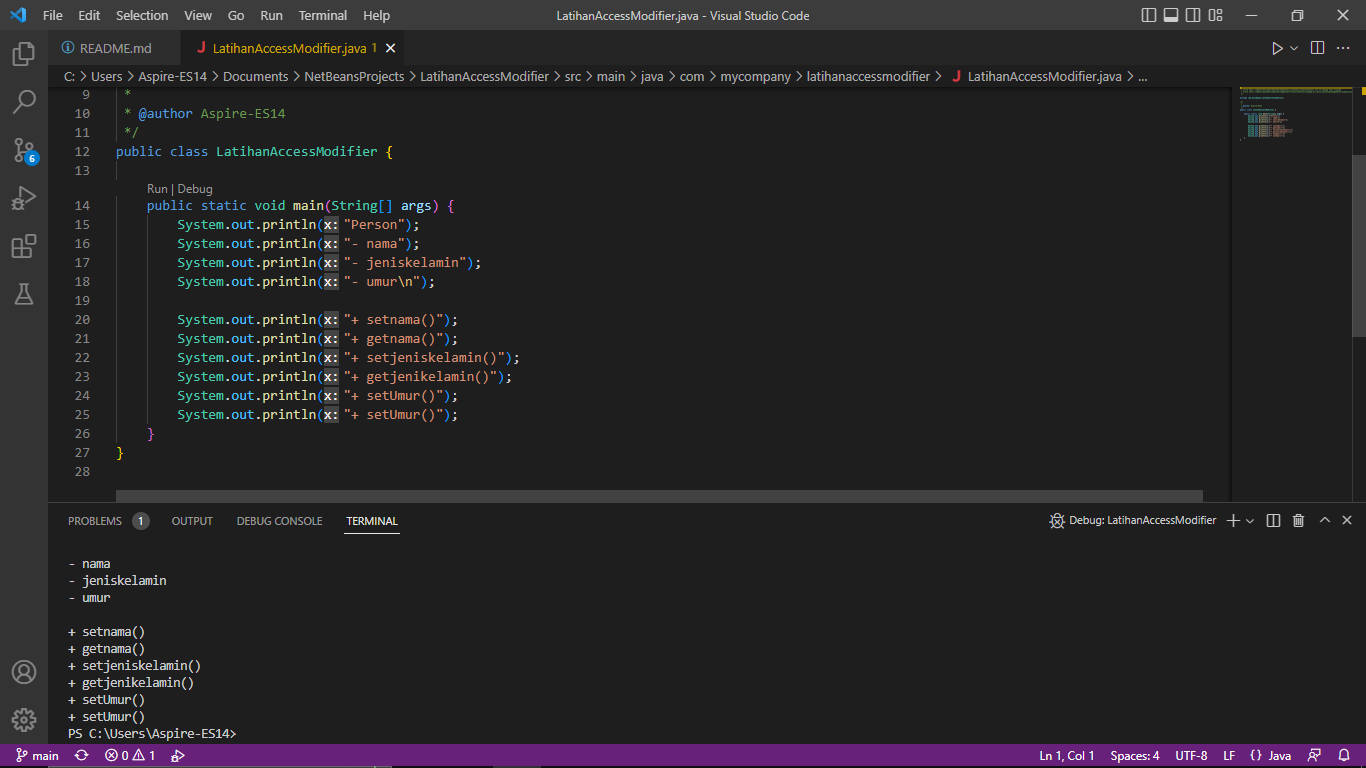 File Edit Selection View Go Run Terminal Help LatihanAccessModifier.java - Visual Studio Code
README.md LatihanAccessModifier.java 1
C: > Users > Aspire-ES14 > Documents > NetBeansProjects > LatihanAccessModifier > src > main > java > com > mycompany > latihanaccessmodifier > J LatihanAccessModifier.java > ...
9 *
10 * @author Aspire-ES14
11 */
12 public class LatihanAccessModifier {
13
Run | Debug
14 public static void main(String[] args) {
15 System.out.println(x: "Person");
16 System.out.println(x: "- nama");
17 System.out.println(x: "- jeniskelamin");
18 System.out.println(x: "- umur\n");
19
20 System.out.println(x: "+ setnama()");
21 System.out.println(x: "+ getnama()");
22 System.out.println(x: "+ setjeniskelamin()");
23 System.out.println(x: "+ getjenikelamin()");
24 System.out.println(x: "+ setUmur()");
25 System.out.println(x: "+ setUmur()");
26 }
27 }
28
6
PROBLEMS 1 OUTPUT DEBUG CONSOLE TERMINAL Debug: LatihanAccessModifier
- nama
- jeniskelamin
- umur
+ setnama()
+ getnama()
+ setjeniskelamin()
+ getjenikelamin()
+ setUmur()
+ setUmur()
PS C:\Users\Aspire-ES14>
main 0 1 Ln 1, Col 1 Spaces: 4 UTF-8 LF {} Java